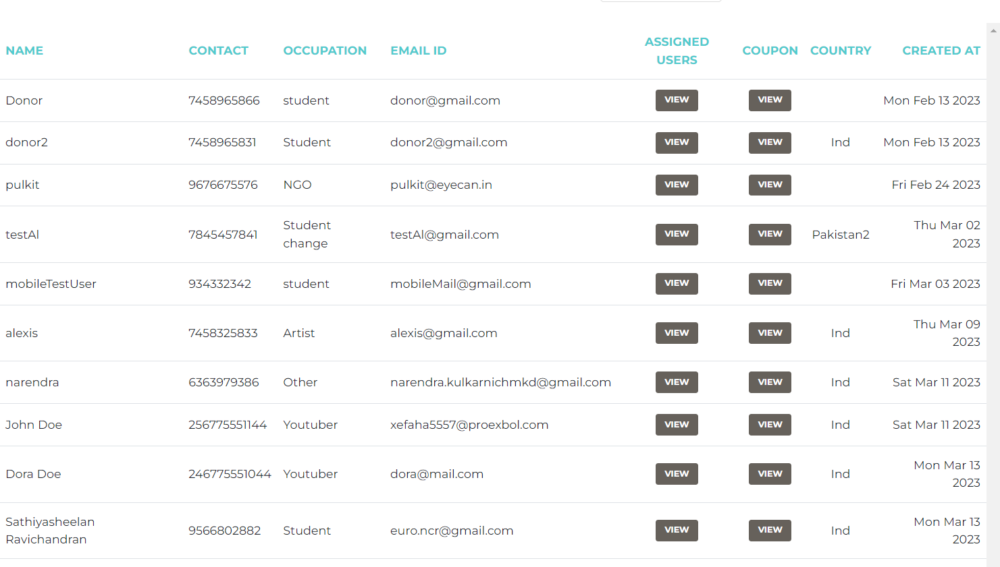 NAME CONTACT OCCUPATION EMAIL ID ASSIGNED USERS COUPON COUNTRY CREATED AT
Donor 7458965866 student donor@gmail.com VIEW VIEW Mon Feb 13 2023
donor2 7458965831 Student donor2@gmail.com VIEW VIEW Ind Mon Feb 13 2023
pulkit 9676675576 NGO pulkit@eyecan.in VIEW VIEW Fri Feb 24 2023
testAl 7845457841 Student change testAl@gmail.com VIEW VIEW Pakistan2 Thu Mar 02 2023
mobileTestUser 934332342 student mobileMail@gmail.com VIEW VIEW Fri Mar 03 2023
alexis 7458325833 Artist alexis@gmail.com VIEW VIEW Ind Thu Mar 09 2023
narendra 6363979386 Other narendra.kulkarnichmkd@gmail.com VIEW VIEW Ind Sat Mar 11 2023
John Doe 256775551144 Youtuber xefaha5557@proexbol.com VIEW VIEW Ind Sat Mar 11 2023
Dora Doe 246775551044 Youtuber dora@mail.com VIEW VIEW Ind Mon Mar 13 2023
Sathiyasheelan Ravichandran 9566802882 Student euro.ncr@gmail.com VIEW VIEW Ind Mon Mar 13 2023